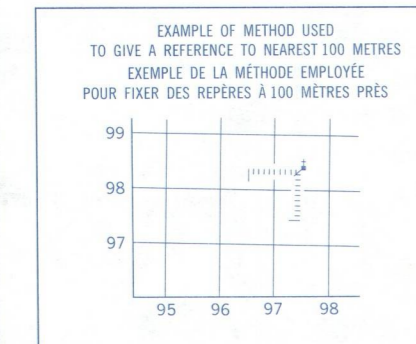 EXAMPLE OF METHOD USED
TO GIVE A REFERENCE TO NEAREST 100 METRES
EXEMPLE DE LA MÉTHODE EMPLOYÉE
POUR FIXER DES REPÈRES À 100 MÈTRES PRÈS
99
98
97
95 96 97 98